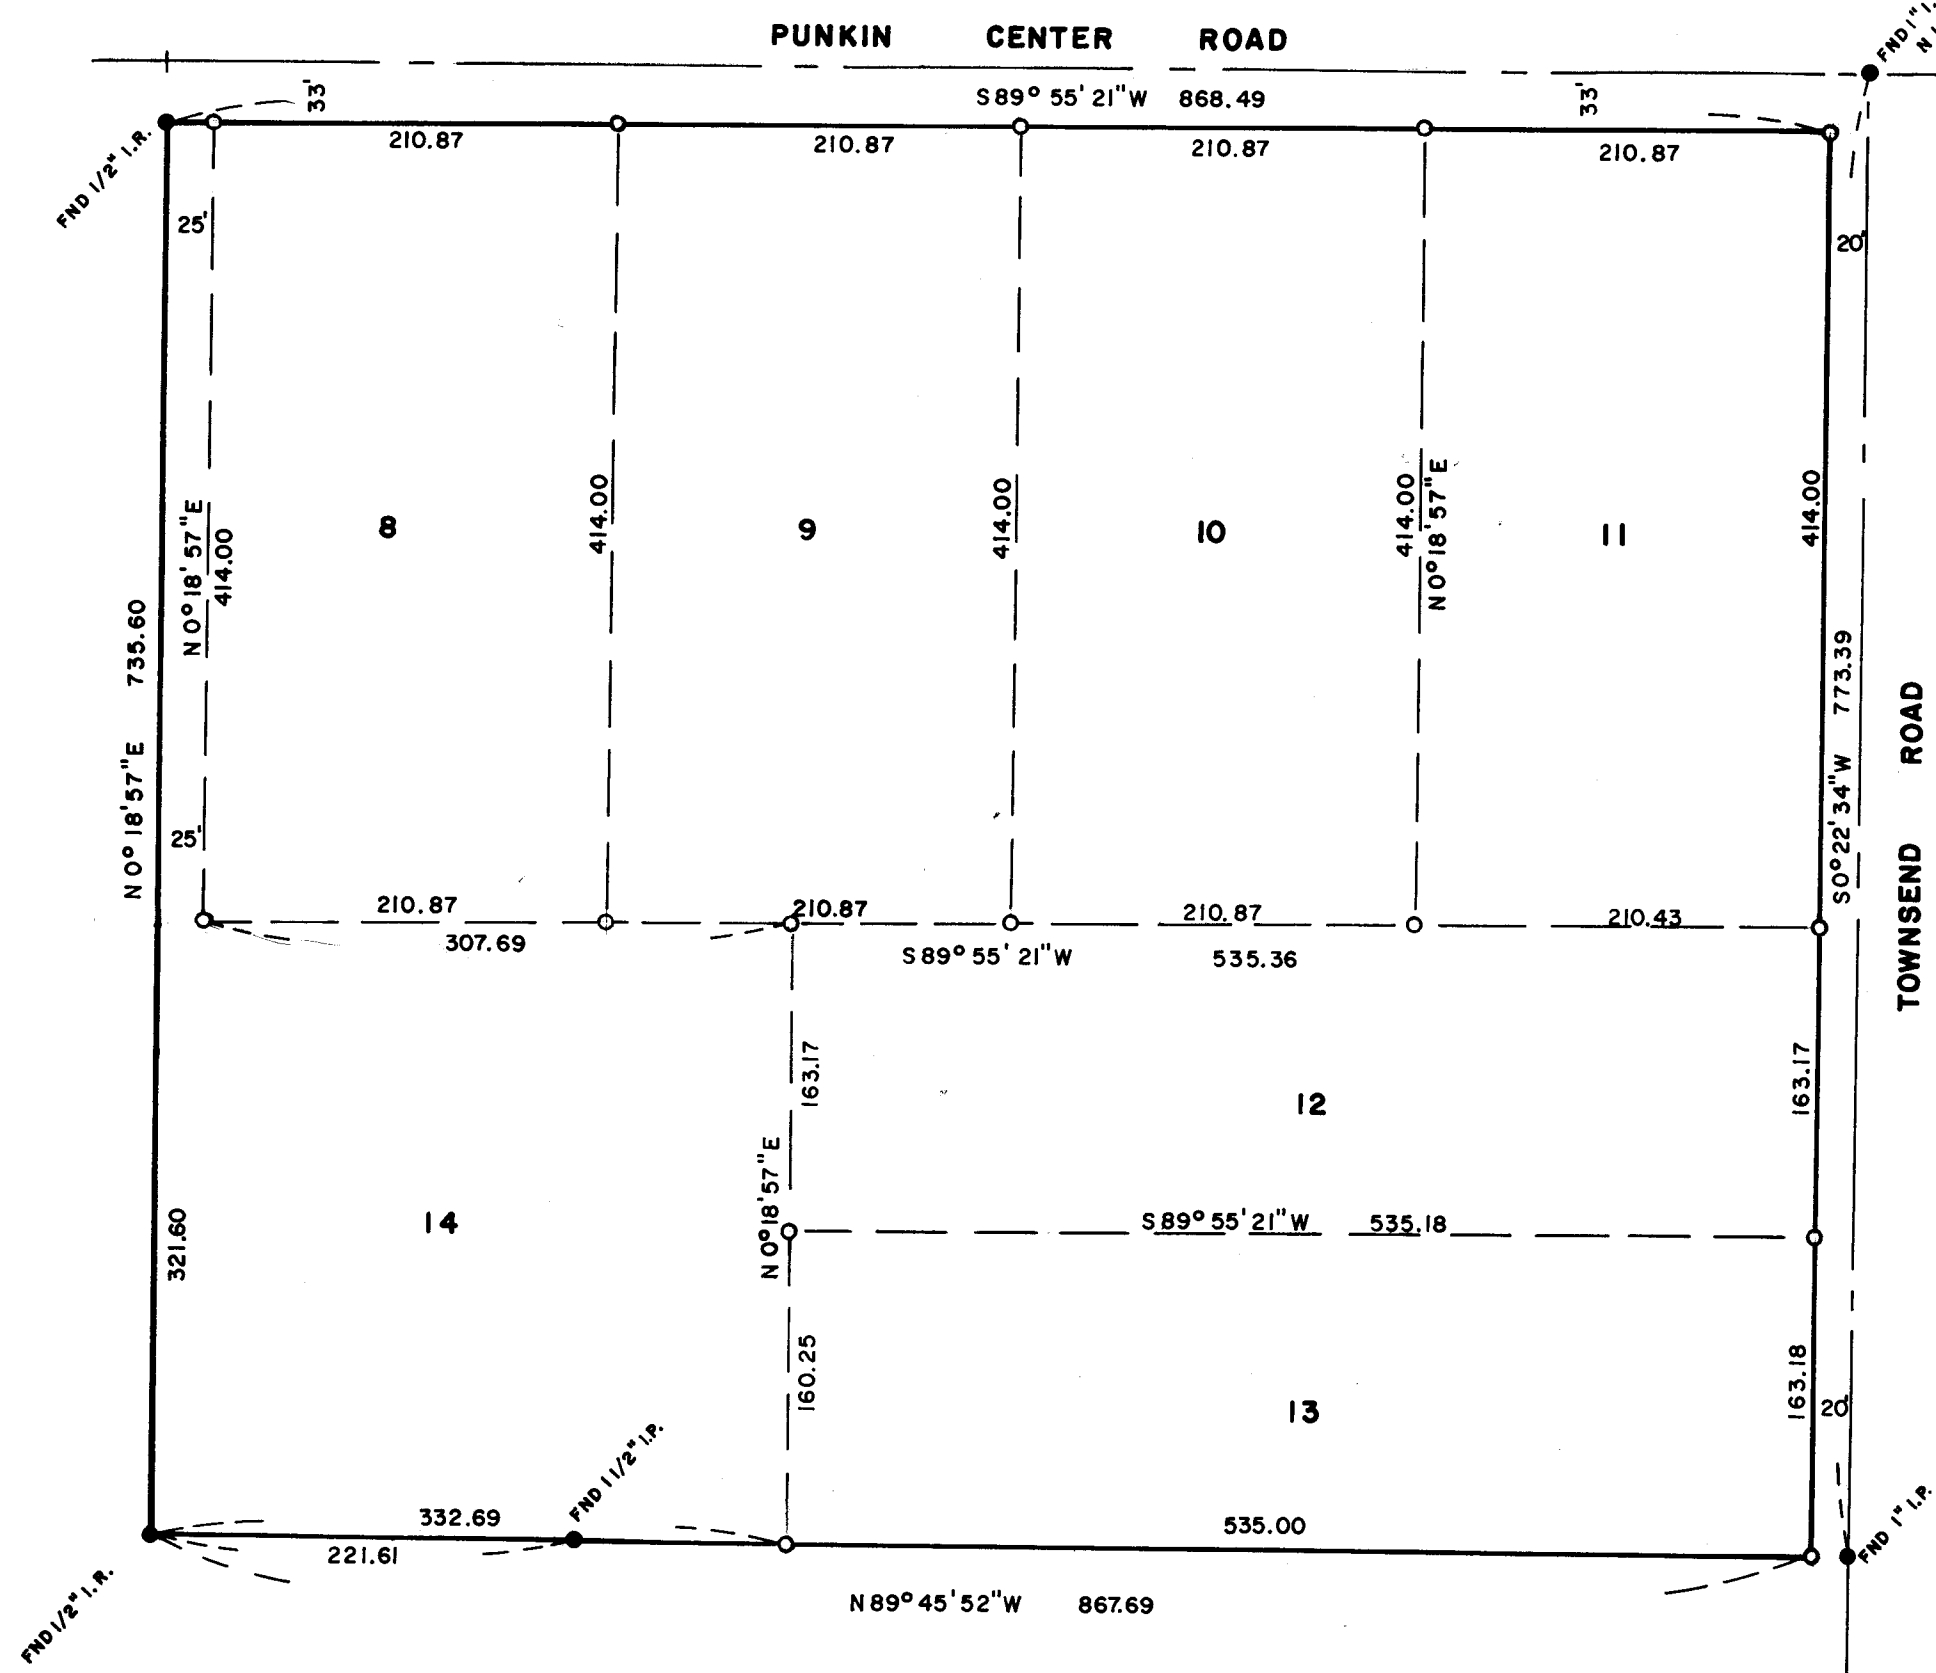 PUNKIN CENTER ROAD
FND 1" I.
N
S 89° 55' 21" W 868.49
33'
33'
FND 1/2" I.R.
210.87
210.87
210.87
210.87
25'
20'
N 0° 18' 57" E
414.00
8
414.00
9
414.00
10
414.00
N 0° 18' 57" E
11
414.00
N 0° 18' 57" E 735.60
S 0° 22' 34" W 773.39
TOWNSEND ROAD
25'
210.87
210.87
210.87
210.43
307.69
S 89° 55' 21" W
535.36
163.17
12
163.17
N 0° 18' 57" E
14
321.60
S 89° 55' 21" W 535.18
160.25
13
163.18
20'
FND 1 1/2" I.P.
332.69
535.00
221.61
FND 1" I.P.
FND 1/2" I.R.
N 89° 45' 52" W 867.69